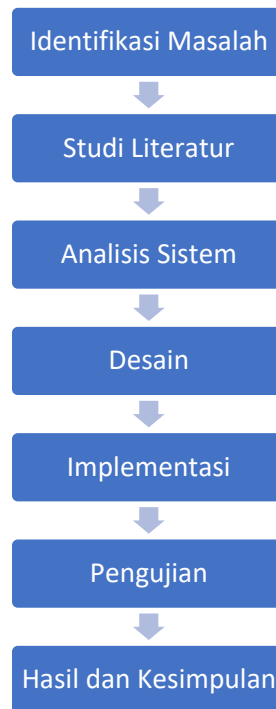 Identifikasi Masalah
Studi Literatur
Analisis Sistem
Desain
Implementasi
Pengujian
Hasil dan Kesimpulan